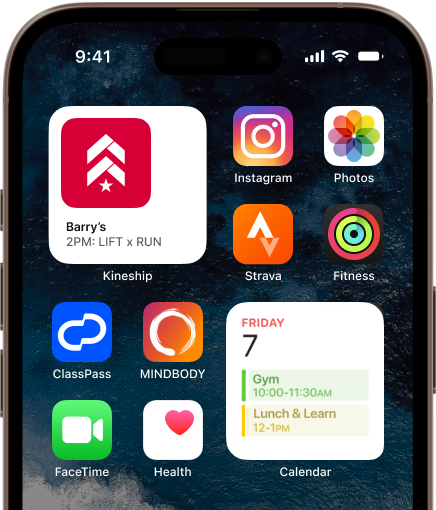 9:41
Barry's
2PM: LIFT x RUN
Kineship
Instagram
Photos
Strava
Fitness
ClassPass
MINDBODY
FRIDAY
7
Gym
10:00-11:30AM
Lunch & Learn
12-1PM
FaceTime
Health
Calendar